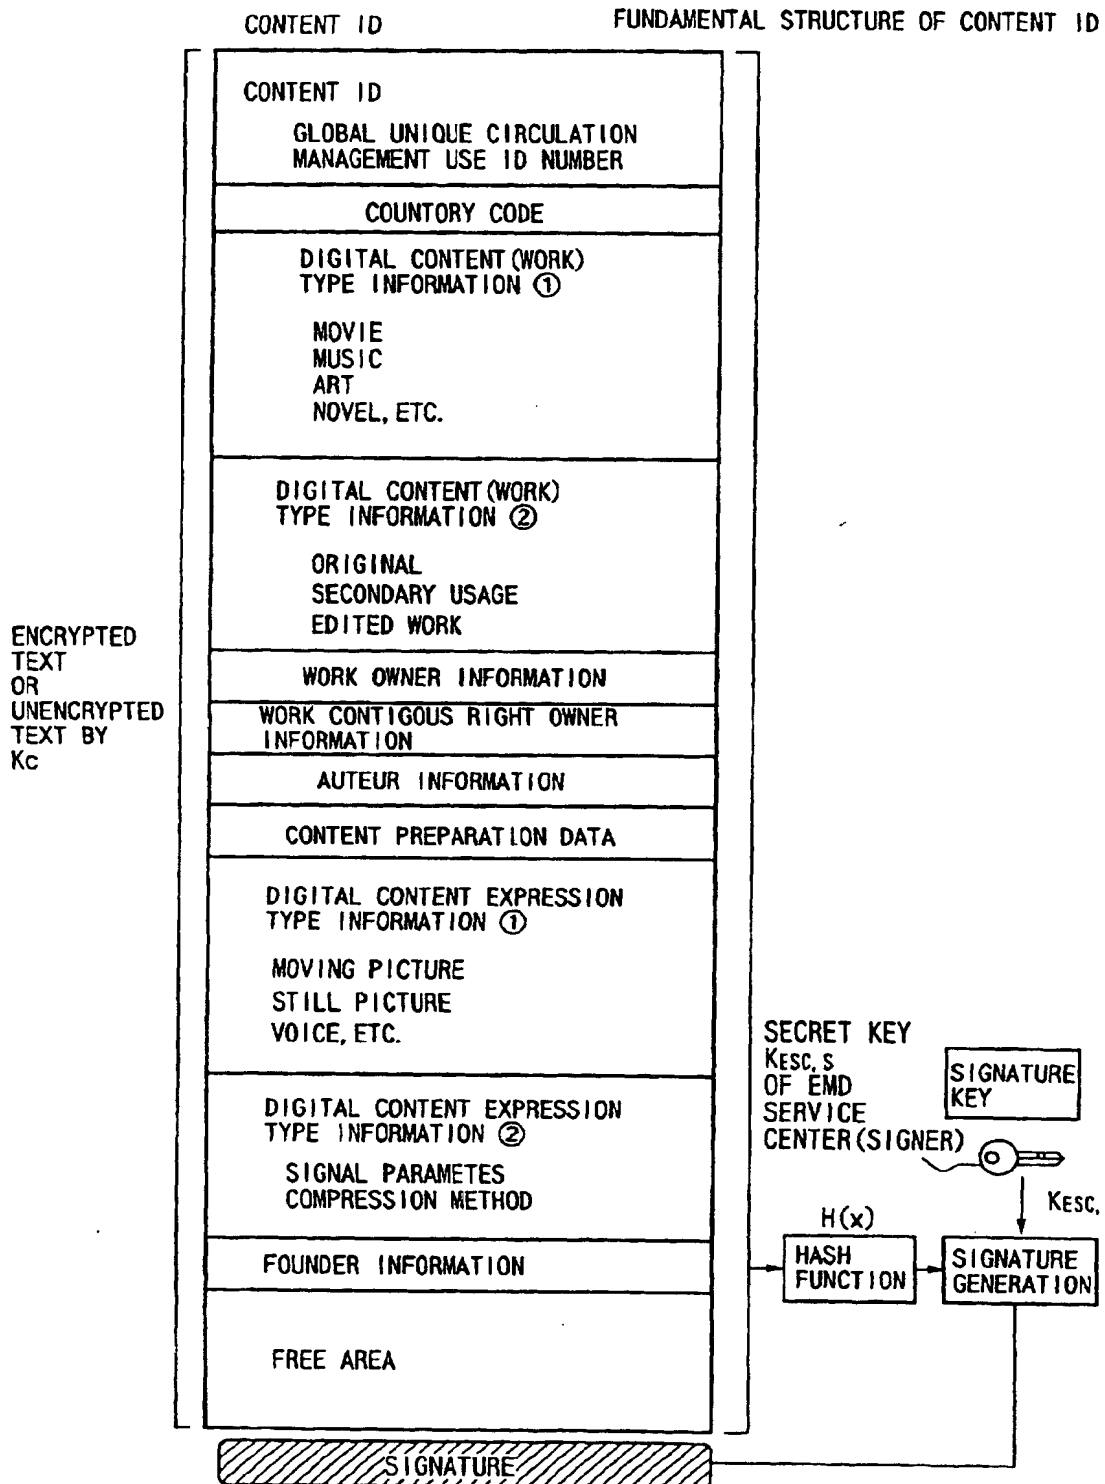 CONTENT ID
FUNDAMENTAL STRUCTURE OF CONTENT ID
CONTENT ID
GLOBAL UNIQUE CIRCULATION
MANAGEMENT USE ID NUMBER
COUNTORY CODE
DIGITAL CONTENT(WORK)
TYPE INFORMATION ①
MOVIE
MUSIC
ART
NOVEL, ETC.
DIGITAL CONTENT(WORK)
TYPE INFORMATION ②
ORIGINAL
SECONDARY USAGE
EDITED WORK
ENCRYPTED
TEXT
OR
UNENCRYPTED
TEXT BY
Kc
WORK OWNER INFORMATION
WORK CONTIGOUS RIGHT OWNER
INFORMATION
AUTEUR INFORMATION
CONTENT PREPARATION DATA
DIGITAL CONTENT EXPRESSION
TYPE INFORMATION ①
MOVING PICTURE
STILL PICTURE
VOICE, ETC.
DIGITAL CONTENT EXPRESSION
TYPE INFORMATION ②
SIGNAL PARAMETES
COMPRESSION METHOD
SECRET KEY
KESC, S
OF EMD
SERVICE
CENTER(SIGNER)
SIGNATURE
KEY
KESC,
H(x)
HASH
FUNCTION
SIGNATURE
GENERATION
FOUNDER INFORMATION
FREE AREA
SIGNATURE